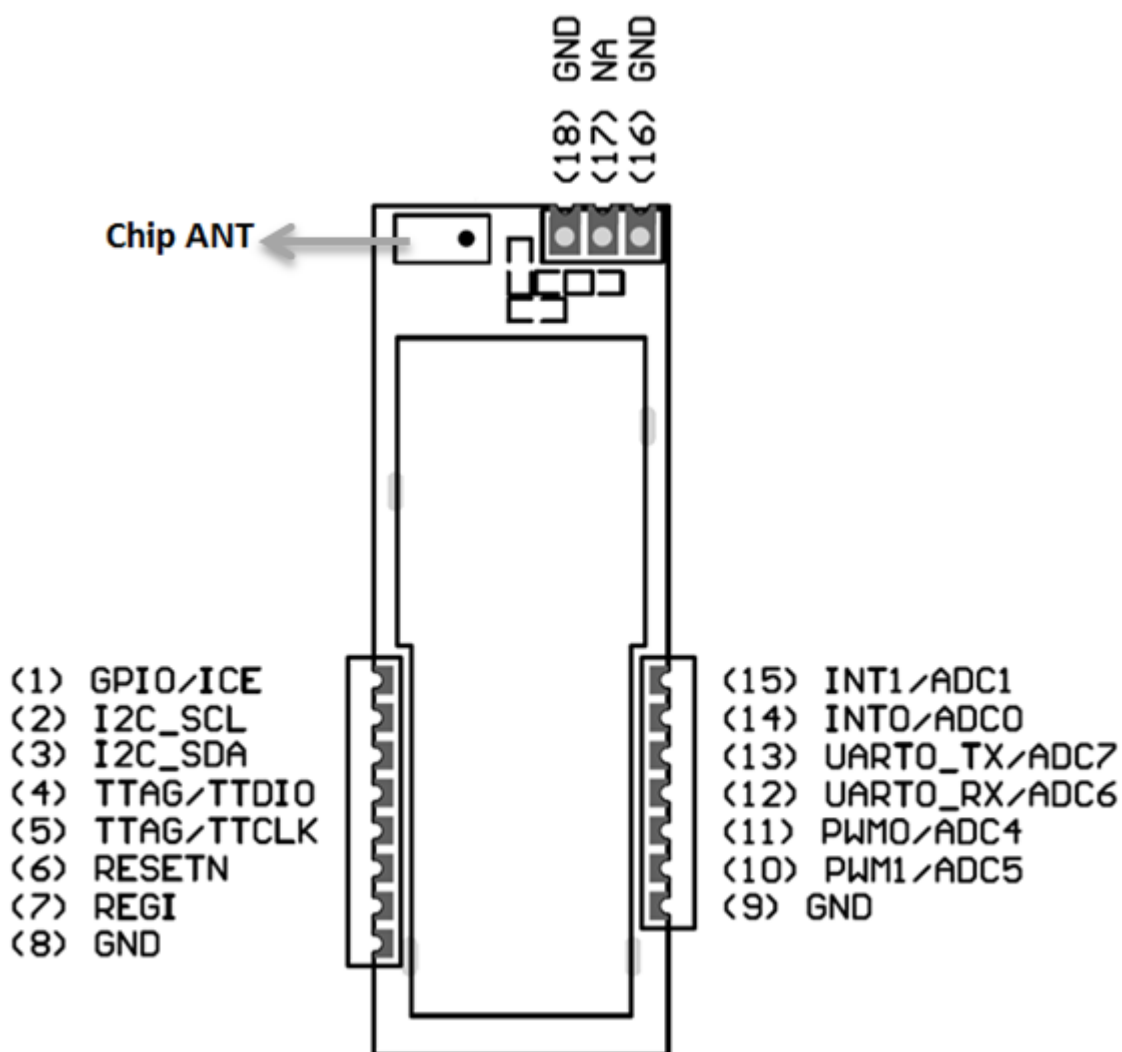 (18) GND
(17) NA
(16) GND
Chip ANT
(1) GPIO/ICE
(2) I2C_SCL
(3) I2C_SDA
(4) TTAG/TTDIO
(5) TTAG/TTCLK
(6) RESETN
(7) REGI
(8) GND
(15) INT1/ADC1
(14) INT0/ADC0
(13) UART0_TX/ADC7
(12) UART0_RX/ADC6
(11) PWM0/ADC4
(10) PWM1/ADC5
(9) GND